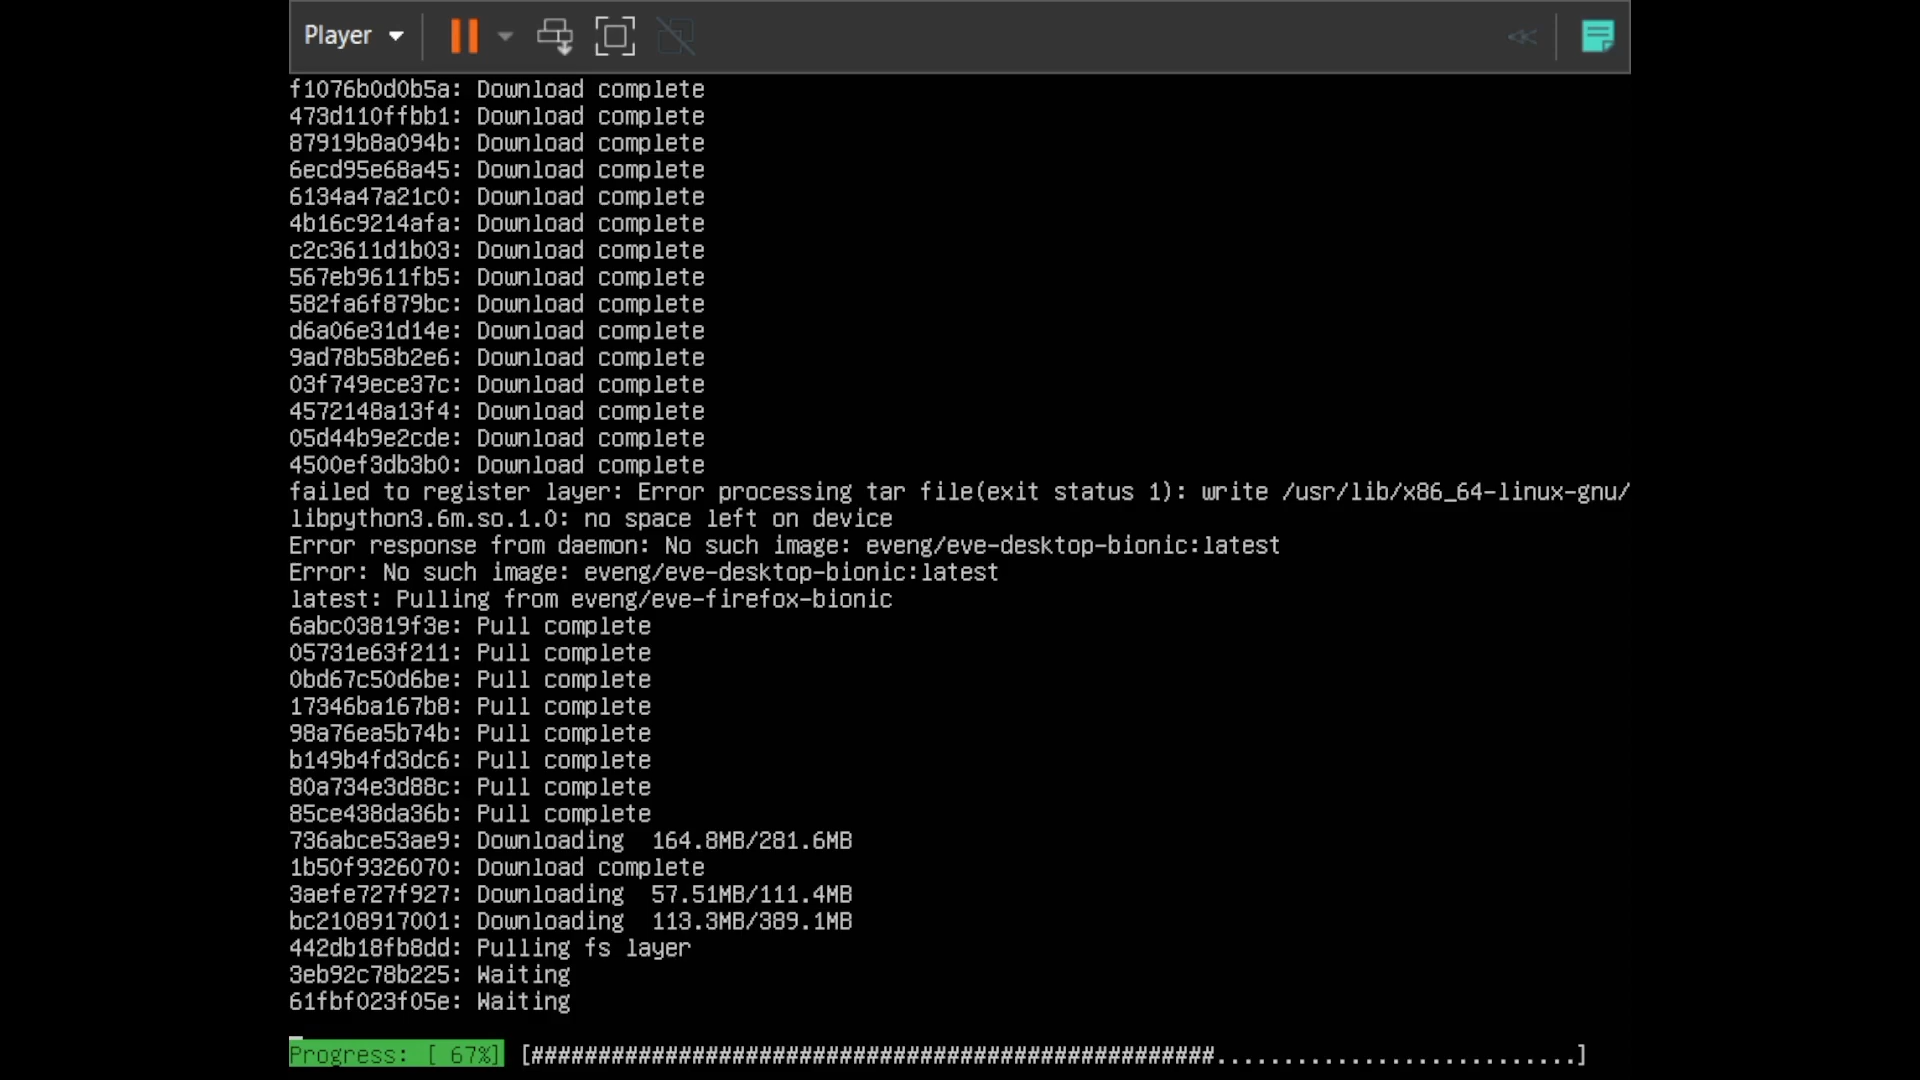 Player
f1076b0d0b5a: Download complete
473d110ffbb1: Download complete
87919b8a094b: Download complete
6ecd95e68a45: Download complete
6134a47a21c0: Download complete
4b16c9214afa: Download complete
c2c3611d1b03: Download complete
567eb9611fb5: Download complete
582fa6f879bc: Download complete
d6a06e31d14e: Download complete
9ad78b58b2e6: Download complete
03f749ece37c: Download complete
4572148a13f4: Download complete
05d44b9e2cde: Download complete
4500ef3db3b0: Download complete
failed to register layer: Error processing tar file(exit status 1): write /usr/lib/x86_64-linux-gnu/
libpython3.6m.so.1.0: no space left on device
Error response from daemon: No such image: eveng/eve-desktop-bionic:latest
Error: No such image: eveng/eve-desktop-bionic:latest
latest: Pulling from eveng/eve-firefox-bionic
6abc03819f3e: Pull complete
05731e63f211: Pull complete
0bd67c50d6be: Pull complete
17346ba167b8: Pull complete
98a76ea5b74b: Pull complete
b149b4fd3dc6: Pull complete
80a734e3d88c: Pull complete
85ce438da36b: Pull complete
736abce53ae9: Downloading  164.8MB/281.6MB
1b50f9326070: Download complete
3aefe727f927: Downloading  57.51MB/111.4MB
bc2108917001: Downloading  113.3MB/389.1MB
442db18fb8dd: Pulling fs layer
3eb92c78b225: Waiting
61fbf023f05e: Waiting
Progress: [ 67%] [###################################################...........................]